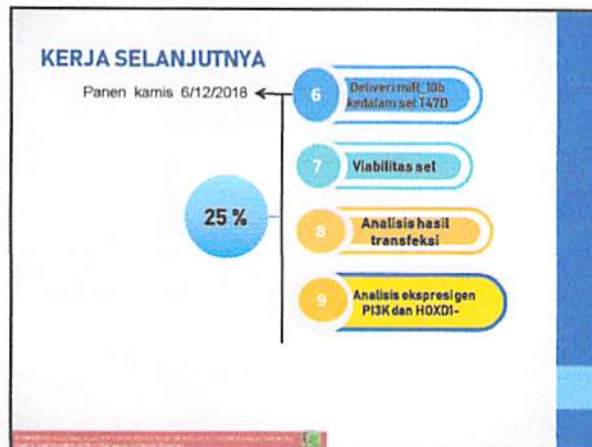 KERJA SELANJUTNYA
Panen kamis 6/12/2018
6
Deliveri miR_10b
kedalam sel T47D
7
Viabilitas sel
25 %
8
Analisis hasil
transfeksi
9
Analisis ekspresi gen
PI3K dan HOXD1-